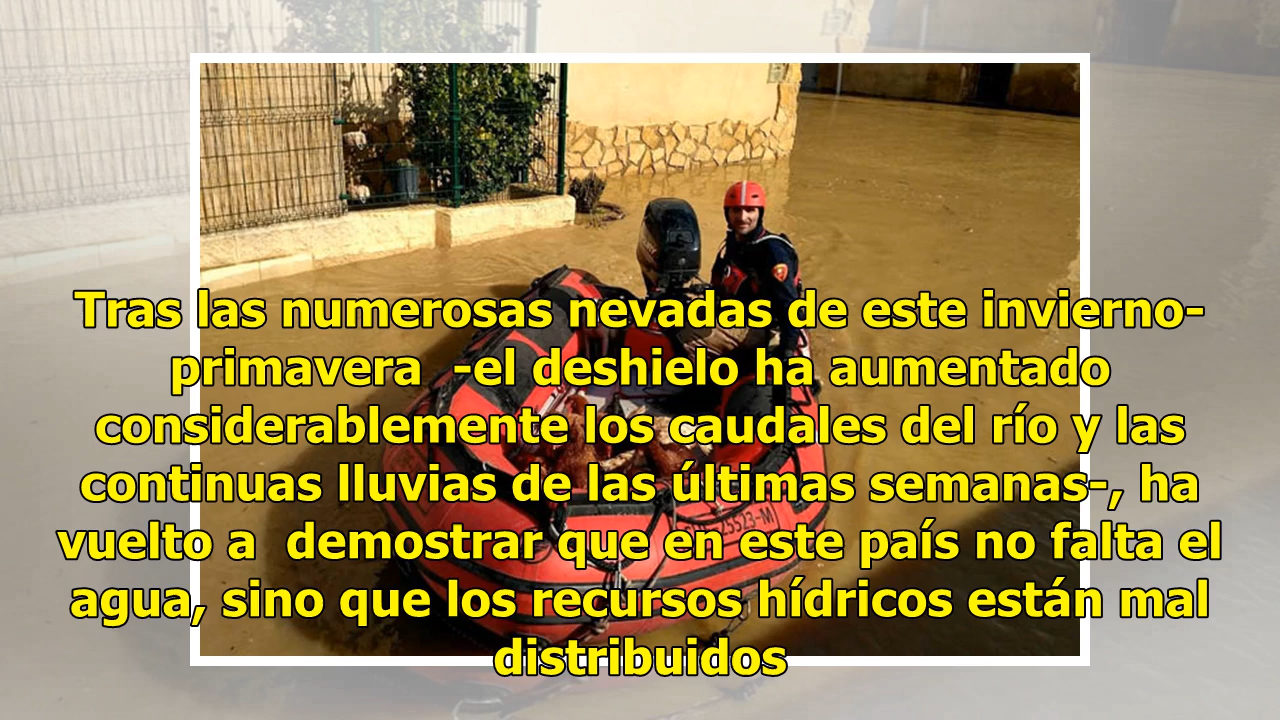 Tras las numerosas nevadas de este invierno-
primavera  -el deshielo ha aumentado
considerablemente los caudales del río y las
continuas lluvias de las últimas semanas-, ha
vuelto a  demostrar que en este país no falta el
agua, sino que los recursos hídricos están mal
distribuidos
25523-M